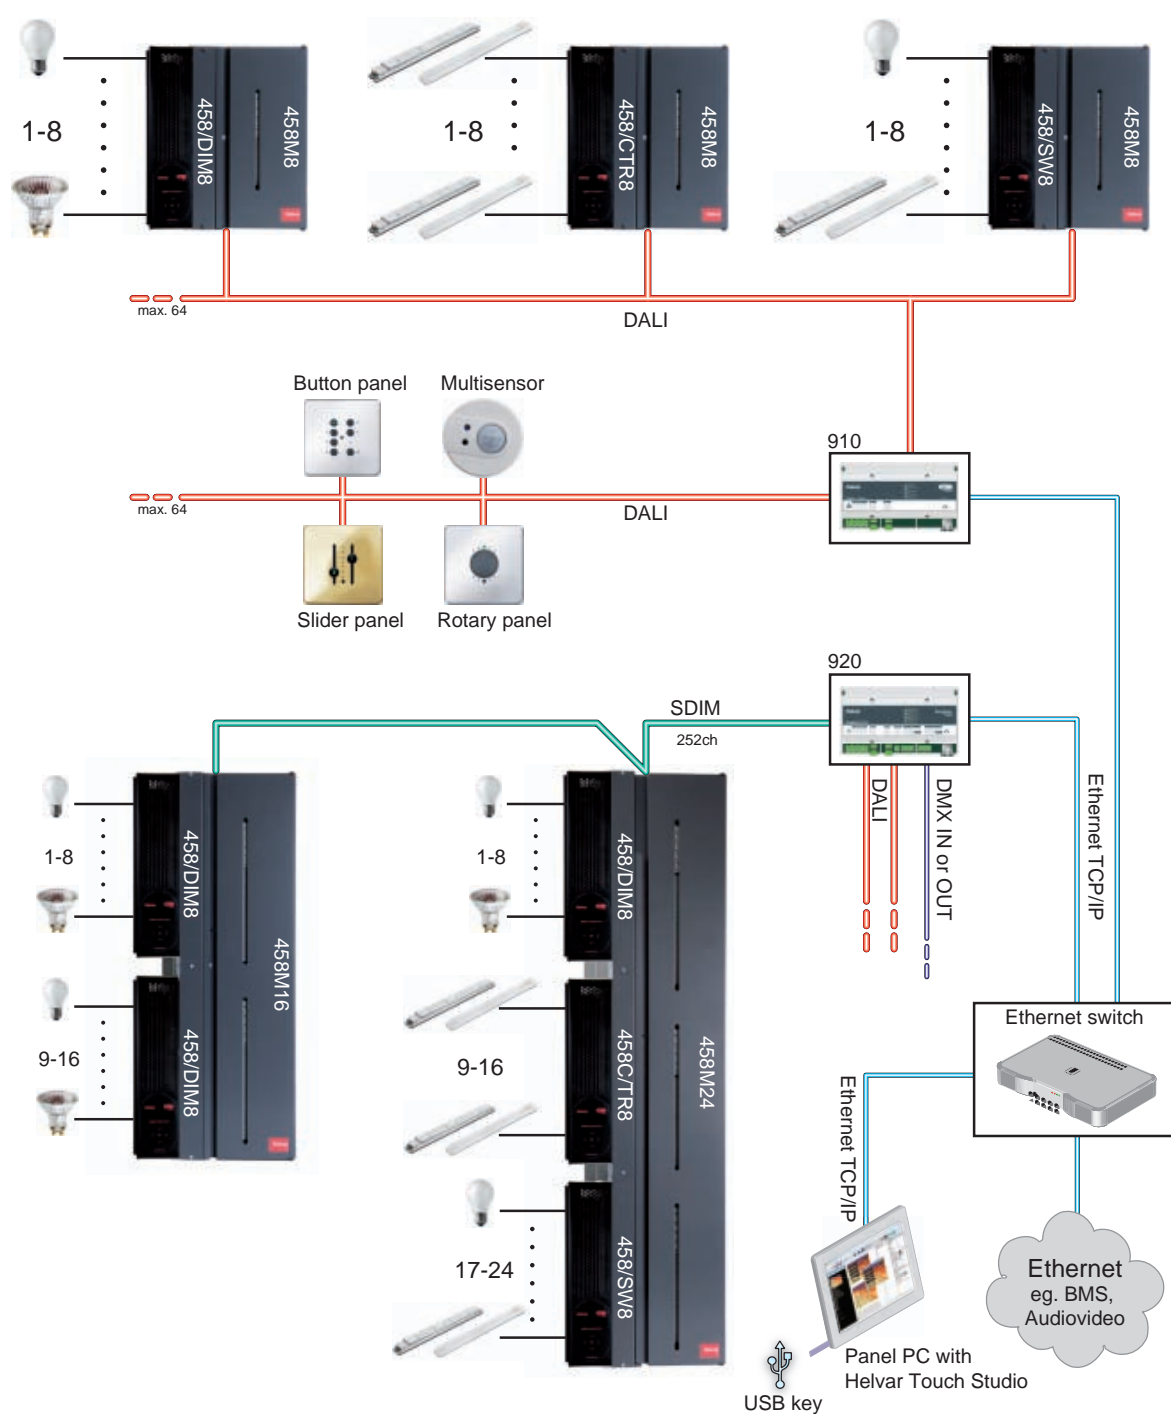 1-8
458/DIM8
458M8
1-8
458/CTR8
458M8
1-8
458/SW8
458M8
max. 64
DALI
Button panel
Multisensor
910
max. 64
DALI
Slider panel
Rotary panel
920
SDIM
252ch
DALI
DMX IN or OUT
Ethernet TCP/IP
1-8
458/DIM8
458M16
9-16
458/DIM8
1-8
458/DIM8
9-16
458C/TR8
458M24
17-24
458/SW8
Ethernet switch
Ethernet TCP/IP
Ethernet
eg. BMS,
Audiovideo
Panel PC with
Helvar Touch Studio
USB key